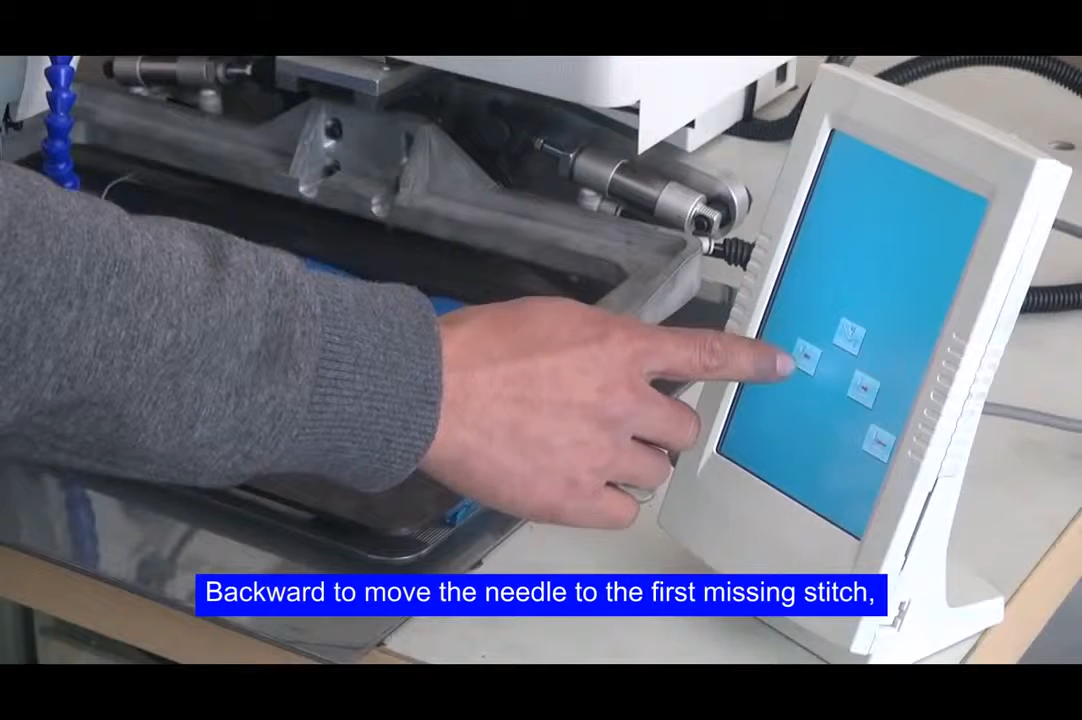 Backward to move the needle to the first missing stitch,